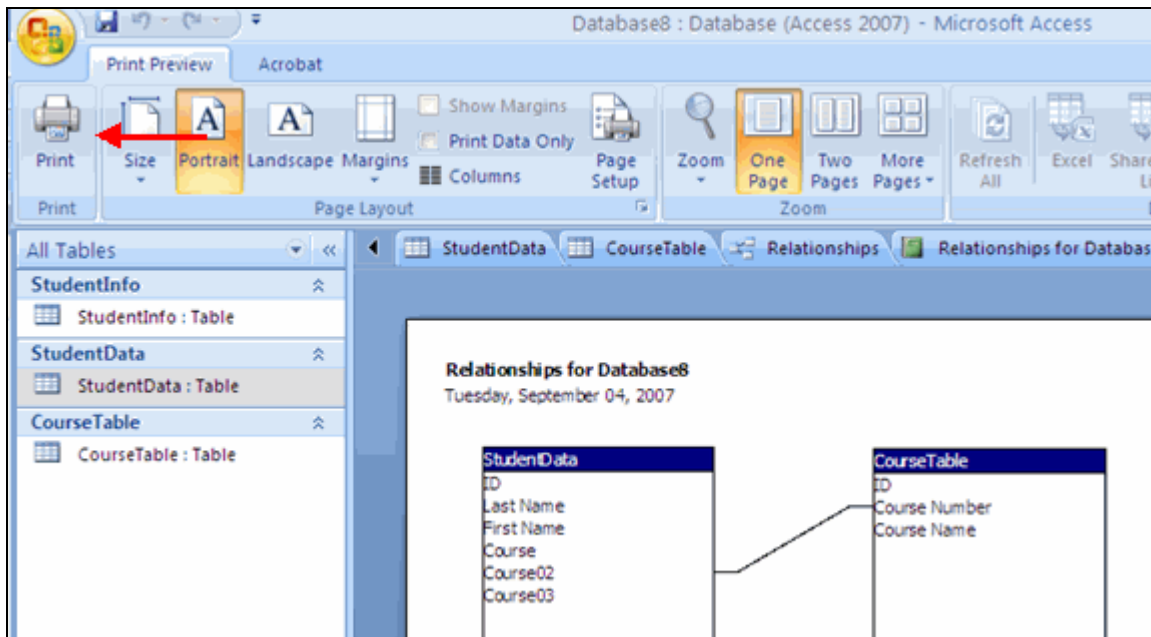 Database8 : Database (Access 2007) - Microsoft Access
Print Preview Acrobat
Print
Size
Portrait
Landscape
Margins
Show Margins
Print Data Only
Columns
Page Setup
Zoom
One Page
Two Pages
More Pages
Refresh All
Excel
Print
Page Layout
Zoom
All Tables
StudentData
CourseTable
Relationships
Relationships for Databas
StudentInfo
StudentInfo : Table
StudentData
StudentData : Table
CourseTable
CourseTable : Table
Relationships for Database8
Tuesday, September 04, 2007
StudentData
ID
Last Name
First Name
Course
Course02
Course03
CourseTable
ID
Course Number
Course Name